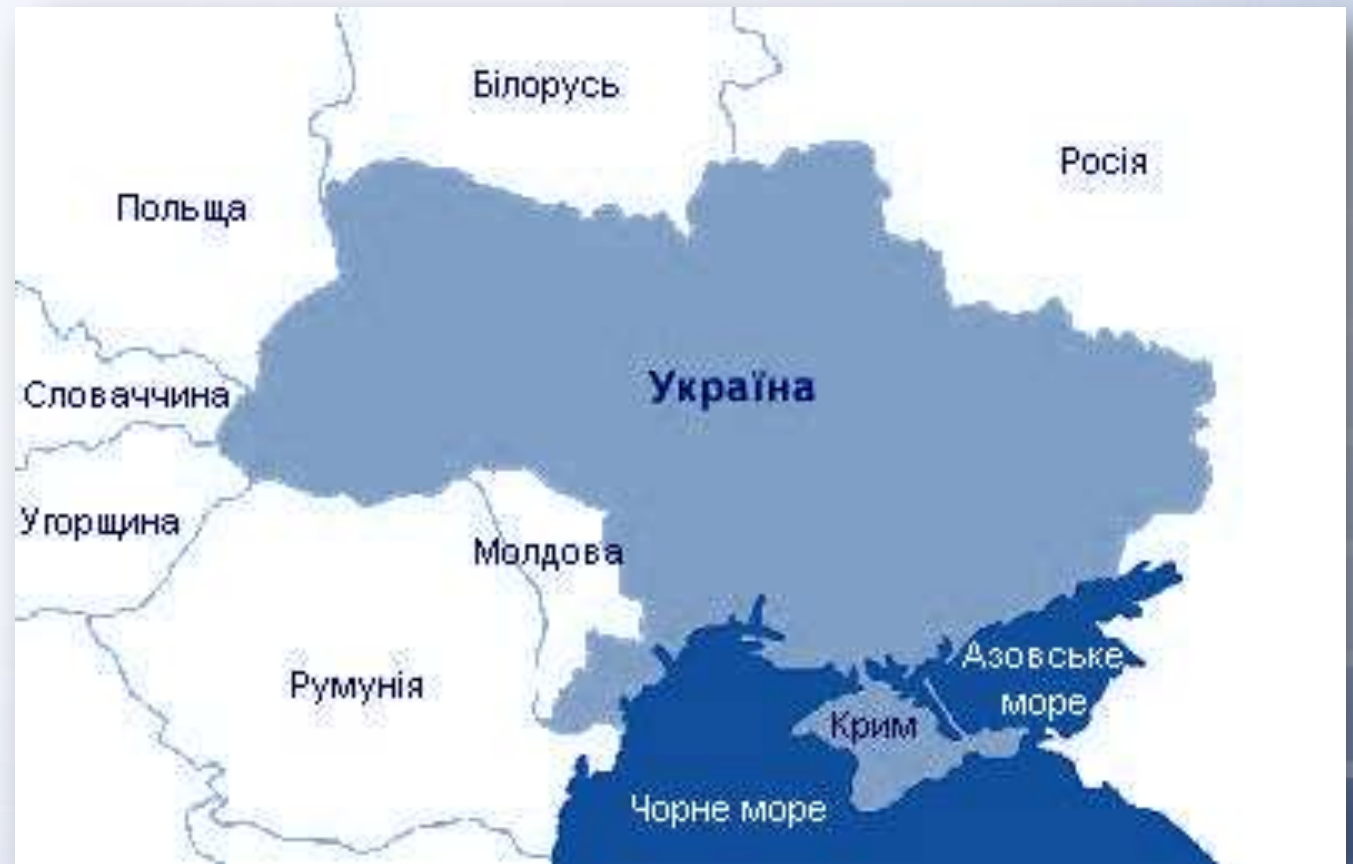 Білорусь
Росія
Польща
Україна
Словаччина
Угорщина
Молдова
Румунія
Азовське
море
Крим
Чорне море